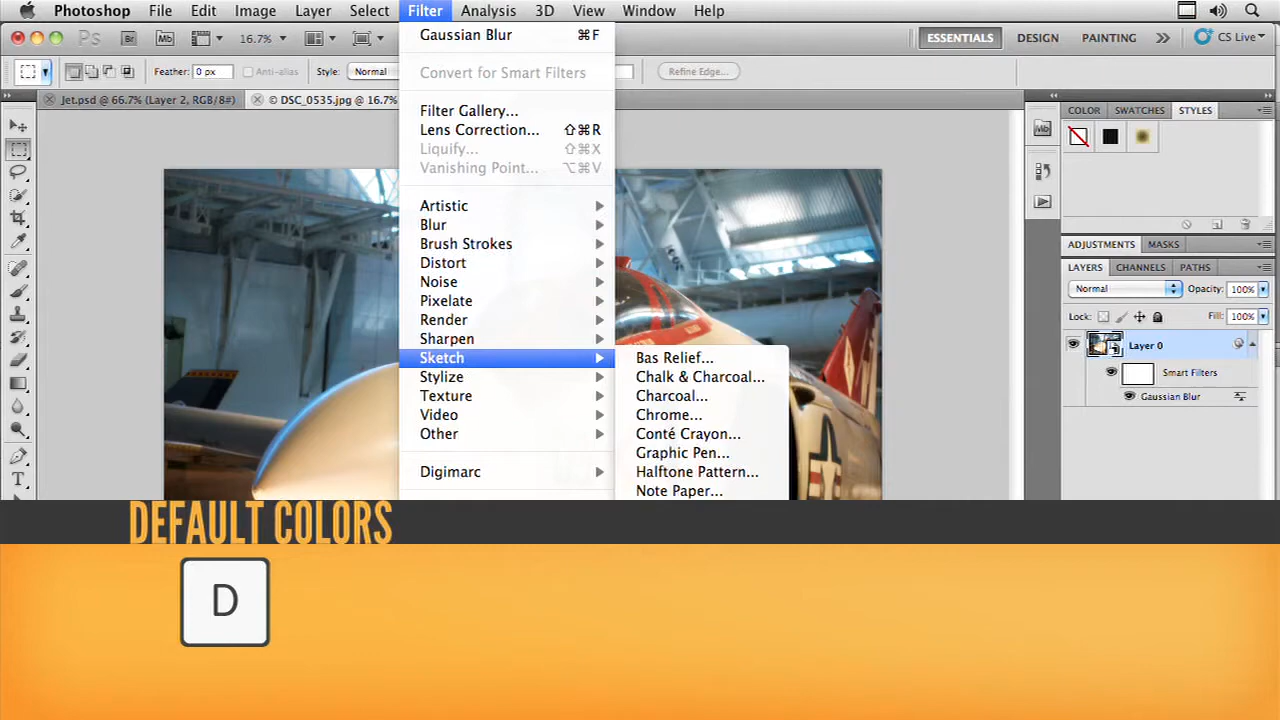 Photoshop File Edit Image Layer Select Filter Analysis 3D View Window Help
Ps Br Mb 16.7% ESSENTIALS DESIGN PAINTING CS Live
Feather: 0 px Anti-alias Style: Normal Refine Edge...
Jet.psd @ 66.7% (Layer 2, RGB/8#) © DSC_0535.jpg @ 16.7%
Gaussian Blur ⌘F
Convert for Smart Filters
Filter Gallery...
Lens Correction... ⇧⌘R
Liquify... ⇧⌘X
Vanishing Point... ⌥⌘V
Artistic
Blur
Brush Strokes
Distort
Noise
Pixelate
Render
Sharpen
Sketch
Stylize
Texture
Video
Other
Digimarc
Bas Relief...
Chalk & Charcoal...
Charcoal...
Chrome...
Conté Crayon...
Graphic Pen...
Halftone Pattern...
Note Paper...
Mb
COLOR SWATCHES STYLES
ADJUSTMENTS MASKS
LAYERS CHANNELS PATHS
Normal Opacity: 100%
Lock: Fill: 100%
Layer 0
Smart Filters
Gaussian Blur
T
DEFAULT COLORS
D